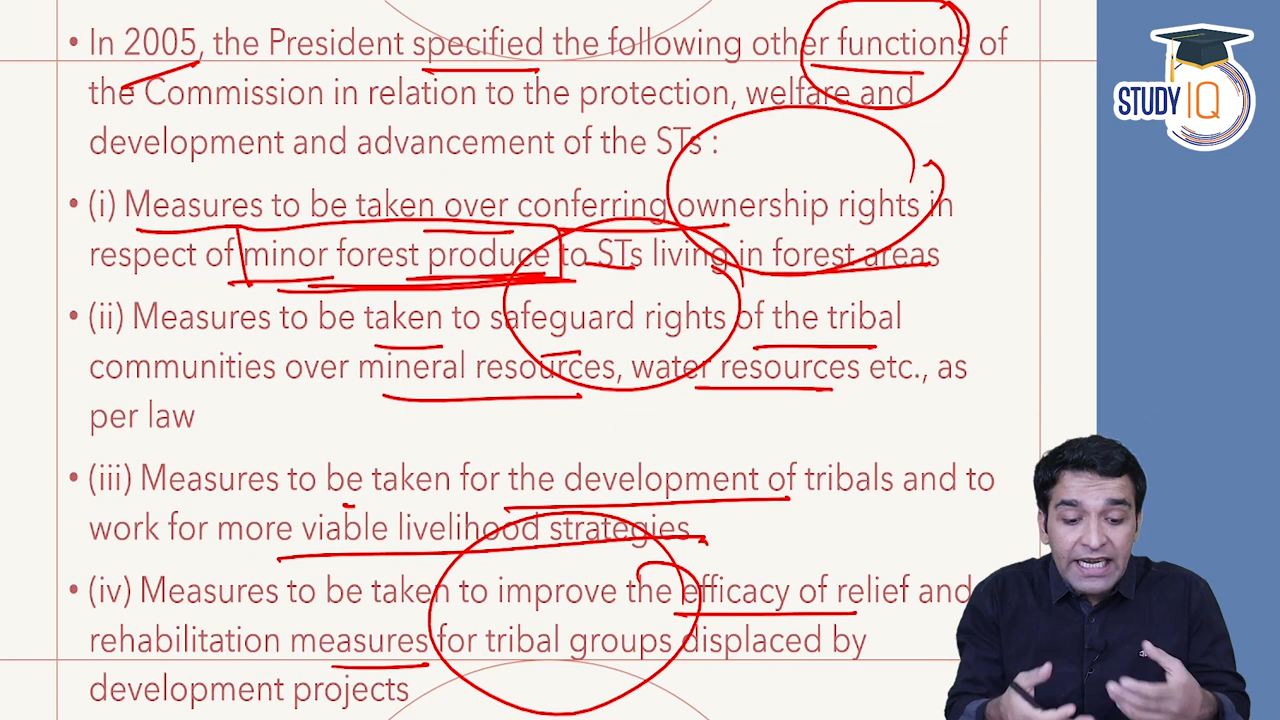 • In 2005, the President specified the following other functions of
the Commission in relation to the protection, welfare and
development and advancement of the STs :
• (i) Measures to be taken over conferring ownership rights in
respect of minor forest produce to STs living in forest areas
• (ii) Measures to be taken to safeguard rights of the tribal
communities over mineral resources, water resources etc., as
per law
• (iii) Measures to be taken for the development of tribals and to
work for more viable livelihood strategies
• (iv) Measures to be taken to improve the efficacy of relief and
rehabilitation measures for tribal groups displaced by
development projects
STUDY IQ